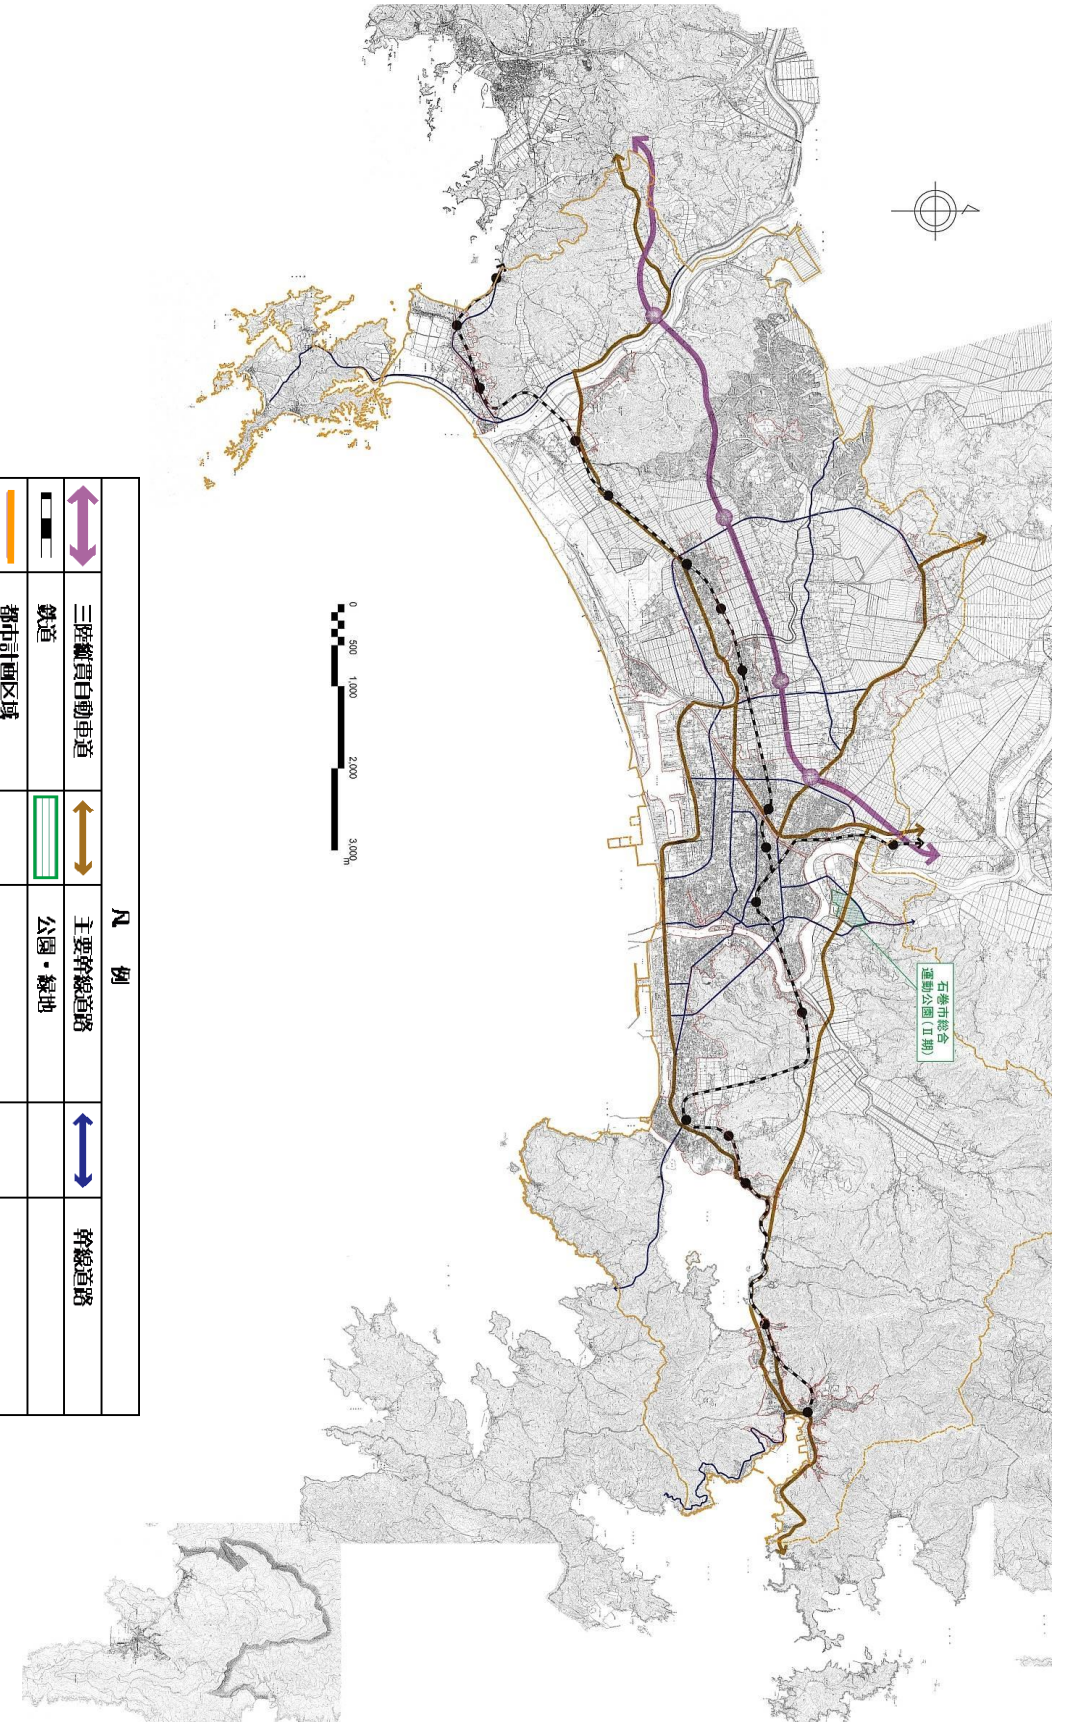 石巻市総合
運動公園(Ⅱ期)
0 500 1,000 2,000 3,000
m
凡 例
三陸縦貫自動車道 主要幹線道路 幹線道路
鉄道 公園・緑地
都市計画区域